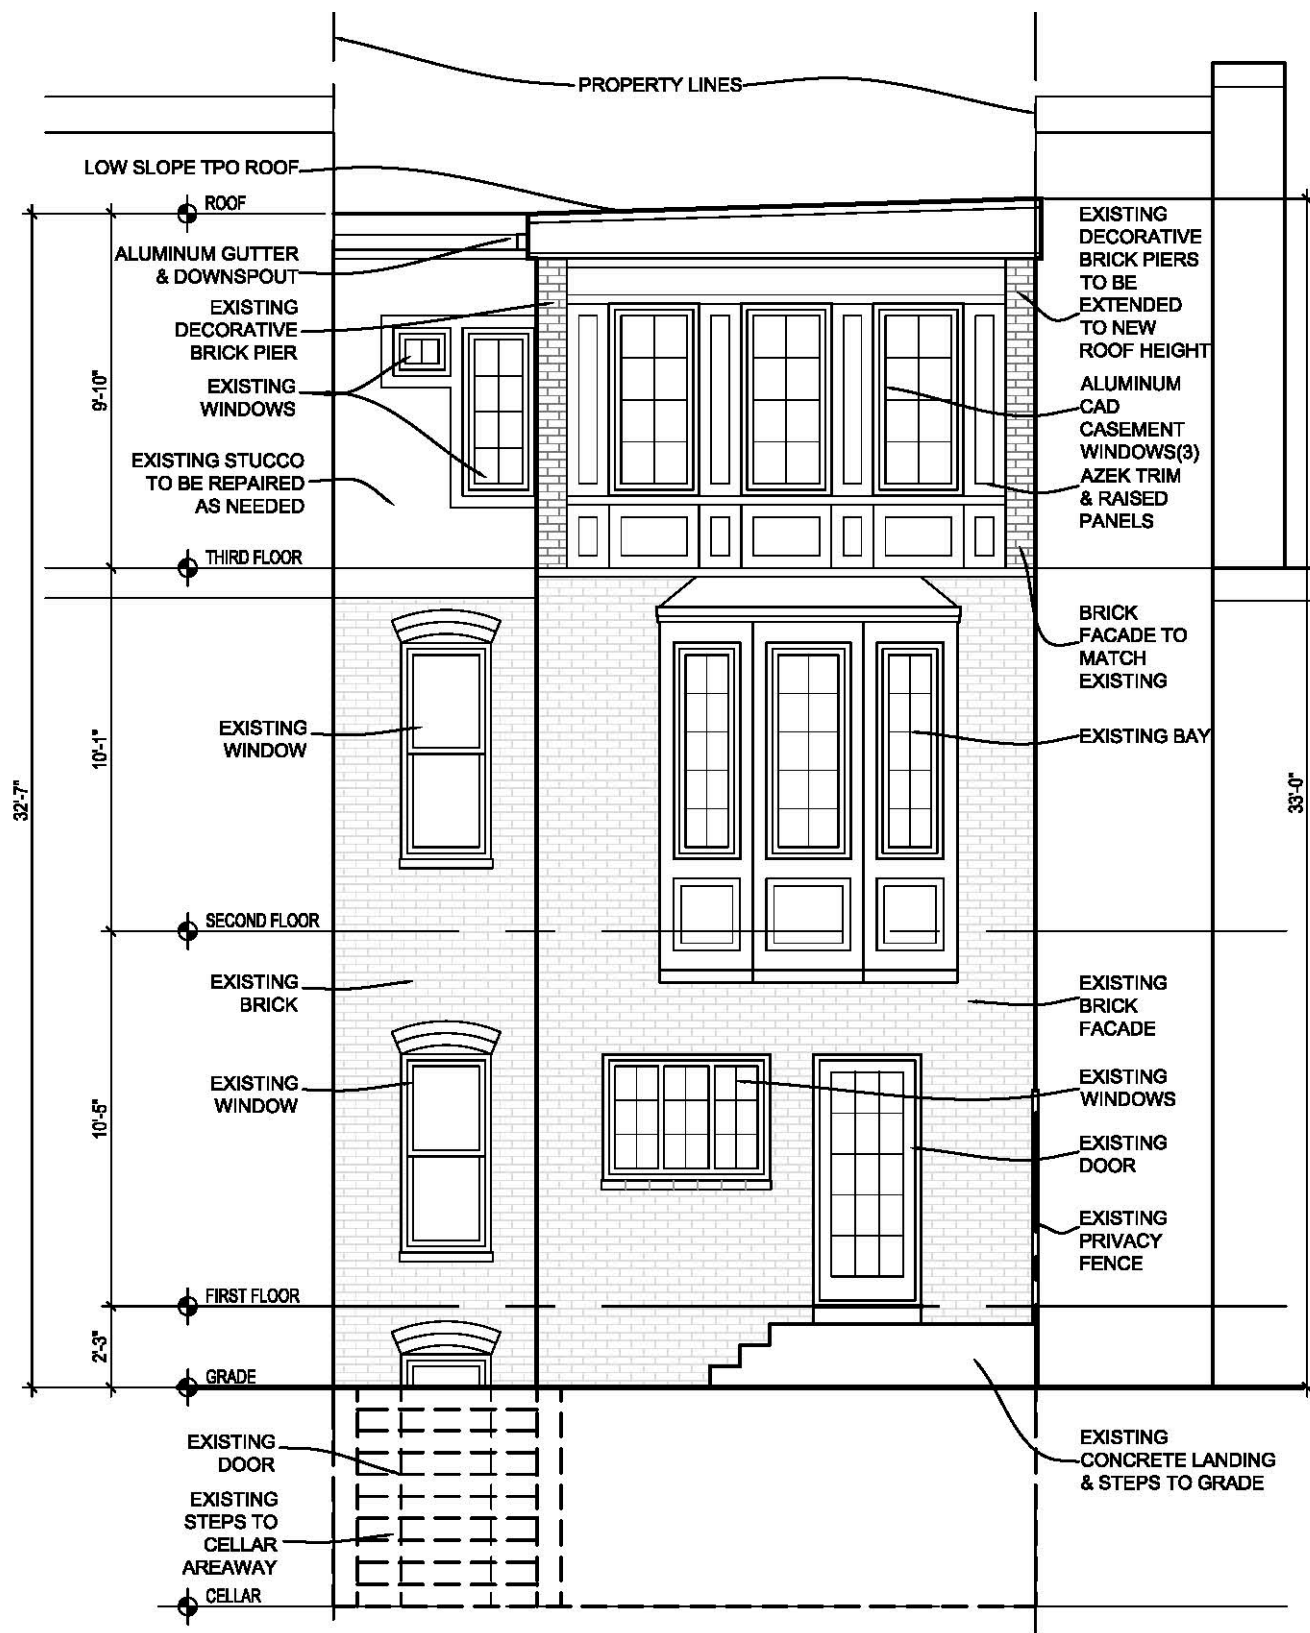 PROPERTY LINES
LOW SLOPE TPO ROOF
ROOF
ALUMINUM GUTTER
& DOWNSPOUT
EXISTING
DECORATIVE
BRICK PIER
EXISTING
WINDOWS
EXISTING STUCCO
TO BE REPAIRED
AS NEEDED
THIRD FLOOR
EXISTING
DECORATIVE
BRICK PIERS
TO BE
EXTENDED
TO NEW
ROOF HEIGHT
ALUMINUM
CAD
CASEMENT
WINDOWS(3)
AZEK TRIM
& RAISED
PANELS
BRICK
FACADE TO
MATCH
EXISTING
EXISTING BAY
EXISTING
WINDOW
SECOND FLOOR
EXISTING
BRICK
EXISTING
WINDOW
EXISTING
BRICK
FACADE
EXISTING
WINDOWS
EXISTING
DOOR
EXISTING
PRIVACY
FENCE
FIRST FLOOR
GRADE
EXISTING
DOOR
EXISTING
STEPS TO
CELLAR
AREAWAY
CELLAR
EXISTING
CONCRETE LANDING
& STEPS TO GRADE
9'-10"
10'-1"
10'-5"
2'-3"
32'-7"
33'-0"